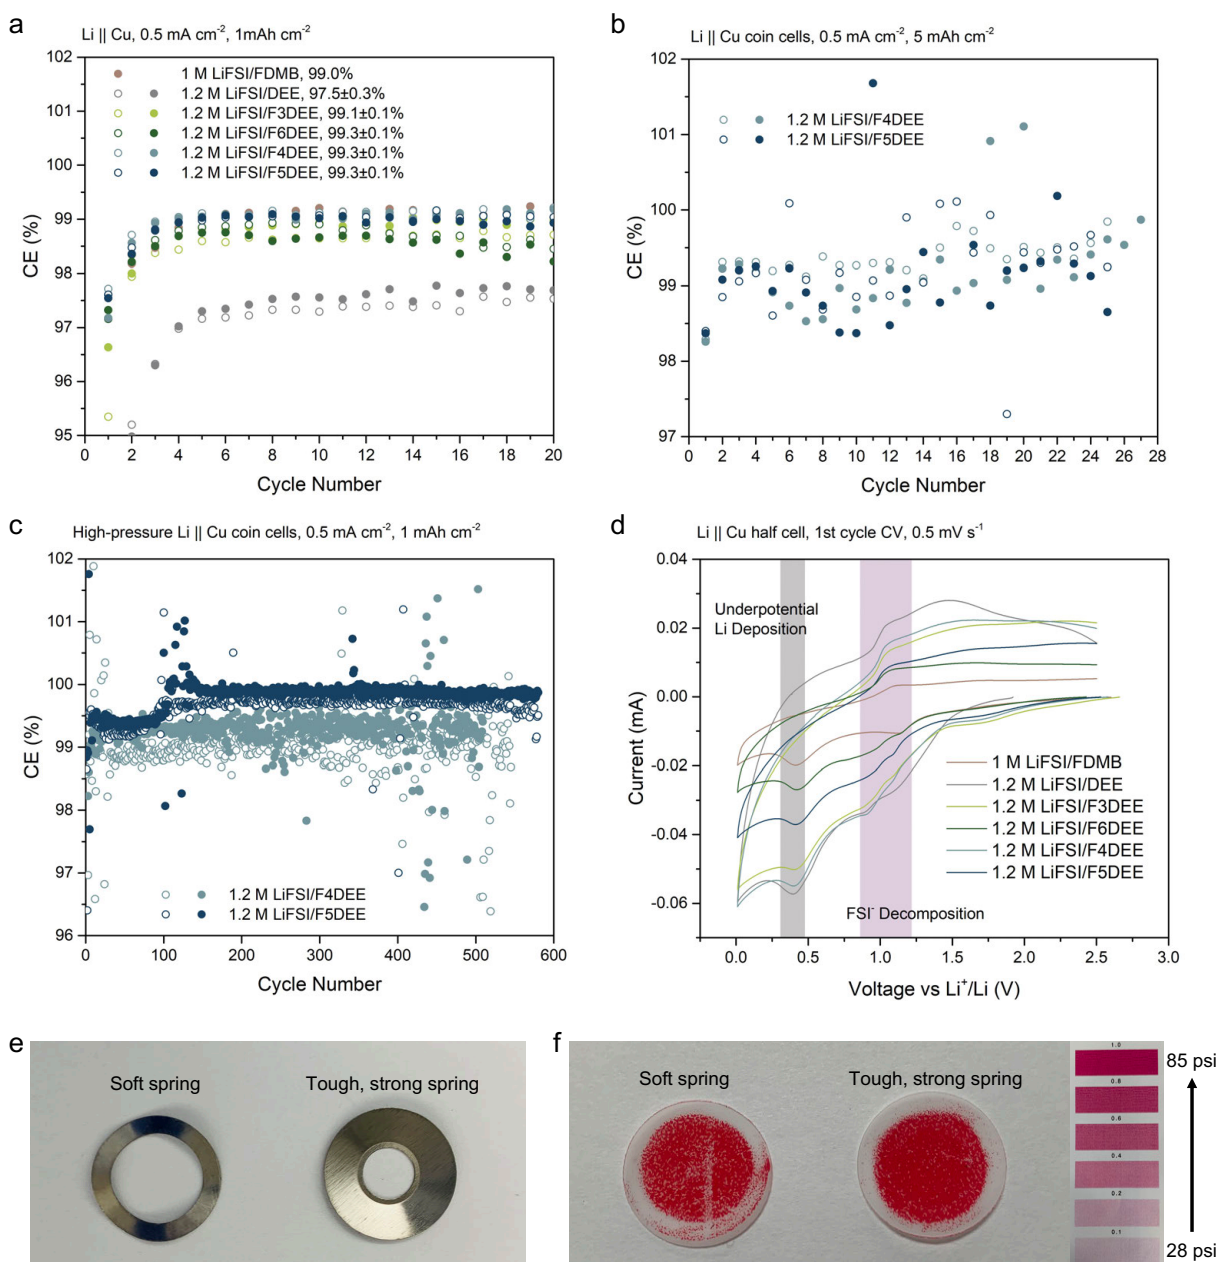 a
Li || Cu, 0.5 mA cm⁻², 1mAh cm⁻²
102
101
100
99
98
97
96
95
CE (%)
1 M LiFSI/FDMB, 99.0%
1.2 M LiFSI/DEE, 97.5±0.3%
1.2 M LiFSI/F3DEE, 99.1±0.1%
1.2 M LiFSI/F6DEE, 99.3±0.1%
1.2 M LiFSI/F4DEE, 99.3±0.1%
1.2 M LiFSI/F5DEE, 99.3±0.1%
0 2 4 6 8 10 12 14 16 18 20
Cycle Number
b
Li || Cu coin cells, 0.5 mA cm⁻², 5 mAh cm⁻²
102
101
100
99
98
97
CE (%)
1.2 M LiFSI/F4DEE
1.2 M LiFSI/F5DEE
0 2 4 6 8 10 12 14 16 18 20 22 24 26 28
Cycle Number
c
High-pressure Li || Cu coin cells, 0.5 mA cm⁻², 1 mAh cm⁻²
102
101
100
99
98
97
96
CE (%)
1.2 M LiFSI/F4DEE
1.2 M LiFSI/F5DEE
0 100 200 300 400 500 600
Cycle Number
d
Li || Cu half cell, 1st cycle CV, 0.5 mV s⁻¹
0.04
0.02
0.00
-0.02
-0.04
-0.06
Current (mA)
Underpotential
Li Deposition
1 M LiFSI/FDMB
1.2 M LiFSI/DEE
1.2 M LiFSI/F3DEE
1.2 M LiFSI/F6DEE
1.2 M LiFSI/F4DEE
1.2 M LiFSI/F5DEE
FSI⁻ Decomposition
0.0 0.5 1.0 1.5 2.0 2.5 3.0
Voltage vs Li⁺/Li (V)
e
Soft spring
Tough, strong spring
f
Soft spring
Tough, strong spring
1.0
0.8
0.6
0.4
0.2
0.1
85 psi
28 psi